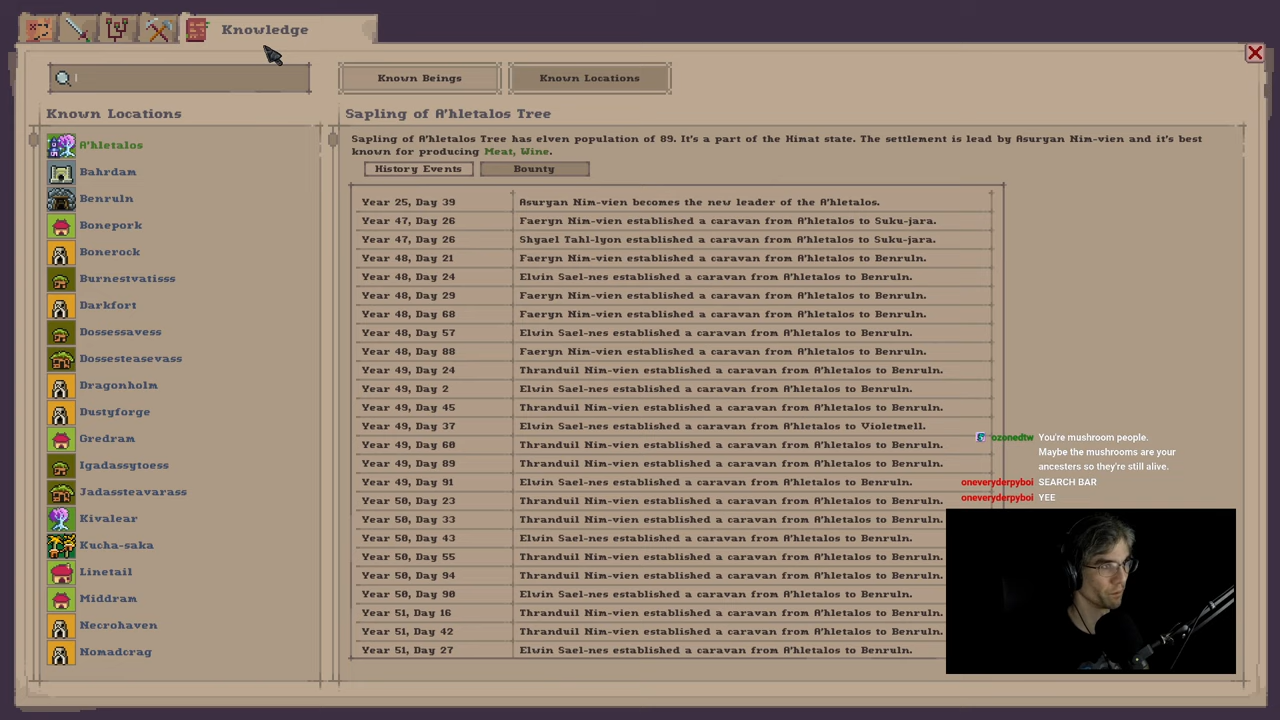 Knowledge
Known Beings
Known Locations
Known Locations
A'hletalos
Bahrdam
Benruln
Bonepork
Bonerock
Burnestvatisss
Darkfort
Dossessavess
Dossesteasevass
Dragonholm
Dustyforge
Gredram
Igadassytoess
Jadassteavarass
Kivalear
Kucha-saka
Linetail
Middram
Necrohaven
Nomadcrag
Sapling of A'hletalos Tree
Sapling of A'hletalos Tree has elven population of 89. It's a part of the Himat state. The settlement is lead by Asuryan Nim-vien and it's best
known for producing Meat, Wine.
History Events
Bounty
Year 25, Day 39 Asuryan Nim-vien becomes the new leader of the A'hletalos.
Year 47, Day 26 Faeryn Nim-vien established a caravan from A'hletalos to Suku-jara.
Year 47, Day 26 Shyael Tahl-lyon established a caravan from A'hletalos to Suku-jara.
Year 48, Day 21 Faeryn Nim-vien established a caravan from A'hletalos to Benruln.
Year 48, Day 24 Elwin Sael-nes established a caravan from A'hletalos to Benruln.
Year 48, Day 29 Faeryn Nim-vien established a caravan from A'hletalos to Benruln.
Year 48, Day 68 Faeryn Nim-vien established a caravan from A'hletalos to Benruln.
Year 48, Day 57 Elwin Sael-nes established a caravan from A'hletalos to Benruln.
Year 48, Day 88 Faeryn Nim-vien established a caravan from A'hletalos to Benruln.
Year 49, Day 24 Thranduil Nim-vien established a caravan from A'hletalos to Benruln.
Year 49, Day 2 Elwin Sael-nes established a caravan from A'hletalos to Benruln.
Year 49, Day 45 Thranduil Nim-vien established a caravan from A'hletalos to Benruln.
Year 49, Day 37 Elwin Sael-nes established a caravan from A'hletalos to Violetmell.
Year 49, Day 60 Thranduil Nim-vien established a caravan from A'hletalos to Benruln.
Year 49, Day 89 Thranduil Nim-vien established a caravan from A'hletalos to Benruln.
Year 49, Day 91 Elwin Sael-nes established a caravan from A'hletalos to Benruln.
Year 50, Day 23 Thranduil Nim-vien established a caravan from A'hletalos to Benruln.
Year 50, Day 33 Thranduil Nim-vien established a caravan from A'hletalos to Benruln.
Year 50, Day 43 Elwin Sael-nes established a caravan from A'hletalos to Benruln.
Year 50, Day 55 Thranduil Nim-vien established a caravan from A'hletalos to Benruln.
Year 50, Day 94 Thranduil Nim-vien established a caravan from A'hletalos to Benruln.
Year 50, Day 90 Elwin Sael-nes established a caravan from A'hletalos to Benruln.
Year 51, Day 16 Thranduil Nim-vien established a caravan from A'hletalos to Benruln.
Year 51, Day 42 Thranduil Nim-vien established a caravan from A'hletalos to Benruln.
Year 51, Day 27 Elwin Sael-nes established a caravan from A'hletalos to Benruln.
ozonedtw You're mushroom people.
Maybe the mushrooms are your
ancesters so they're still alive.
oneveryderpyboi SEARCH BAR
oneveryderpyboi YEE